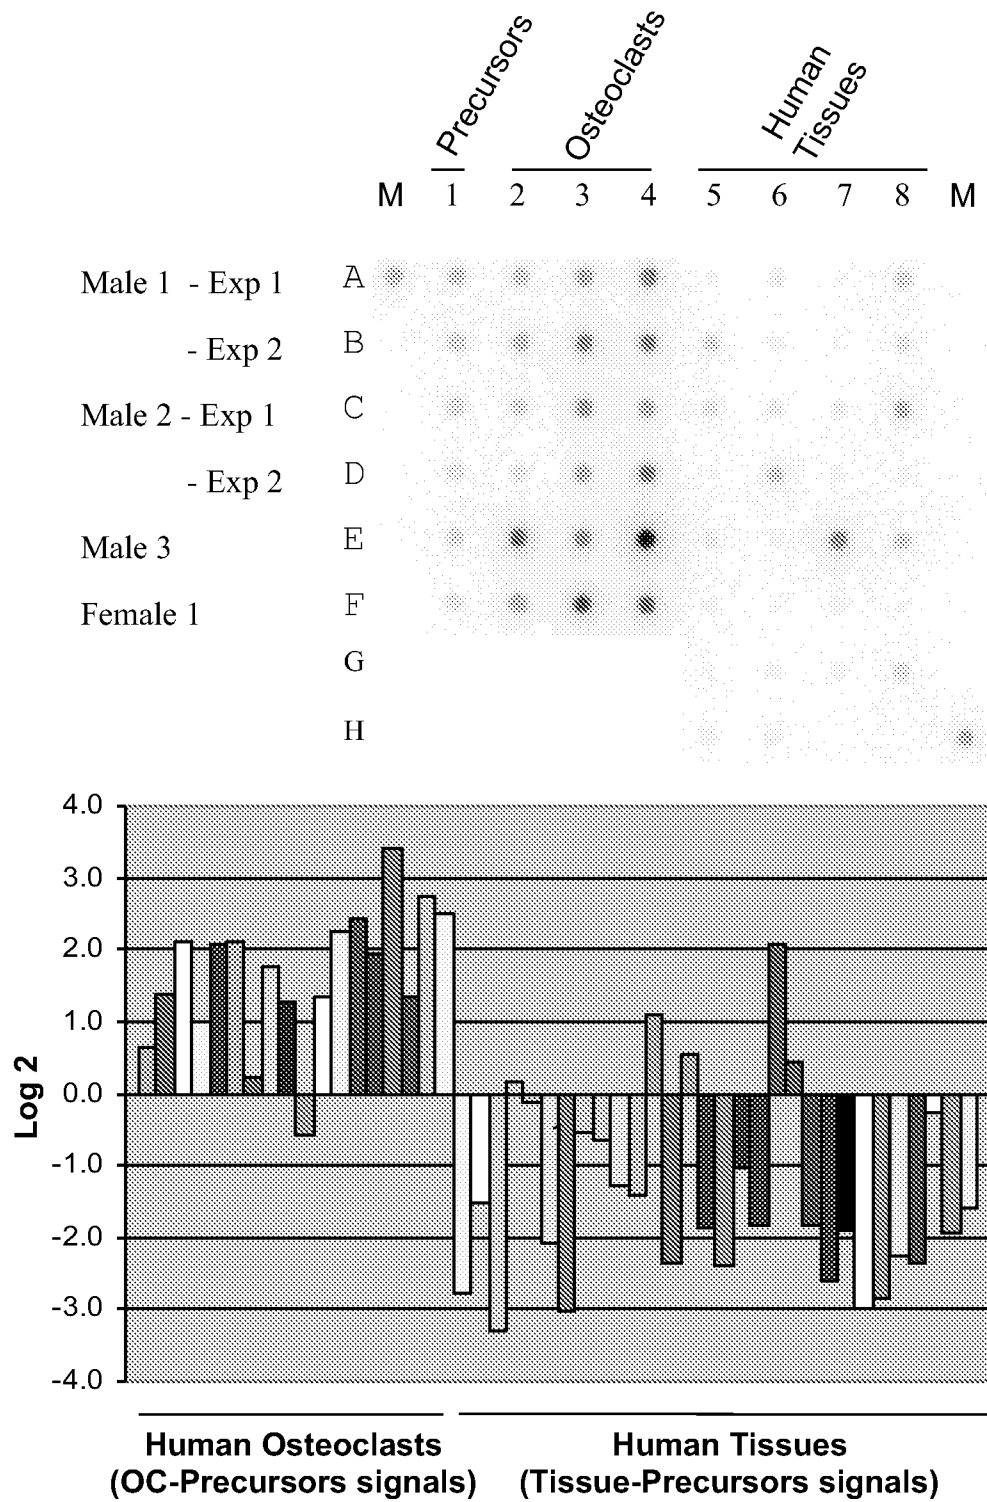 Precursors
Osteoclasts
Human
Tissues
M 1 2 3 4 5 6 7 8 M
Male 1 - Exp 1 A
- Exp 2 B
Male 2 - Exp 1 C
- Exp 2 D
Male 3 E
Female 1 F
G
H
4.0
3.0
2.0
1.0
0.0
-1.0
-2.0
-3.0
-4.0
Log 2
Human Osteoclasts
(OC-Precursors signals)
Human Tissues
(Tissue-Precursors signals)